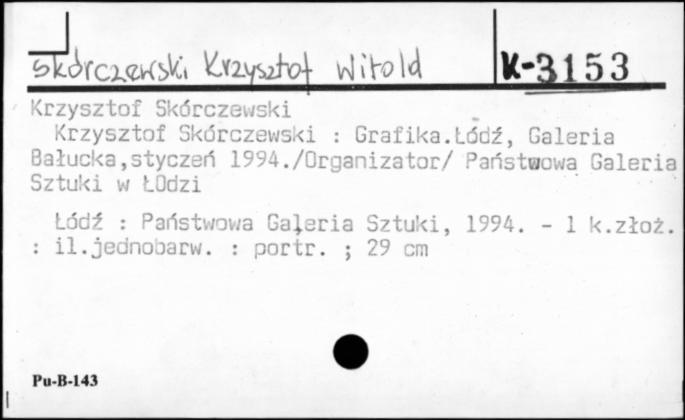 Skórczewski Krzysztof Witold K-3153
Krzysztof Skórczewski
Krzysztof Skórczewski : Grafika.Łódź, Galeria
Bałucka,styczeń 1994./Organizator/ Państwowa Galeria
Sztuki w ŁOdzi
Łódź : Państwowa Galeria Sztuki, 1994. - 1 k.złoż.
: il.jednobarw. : portr. ; 29 cm
Pu-B-143